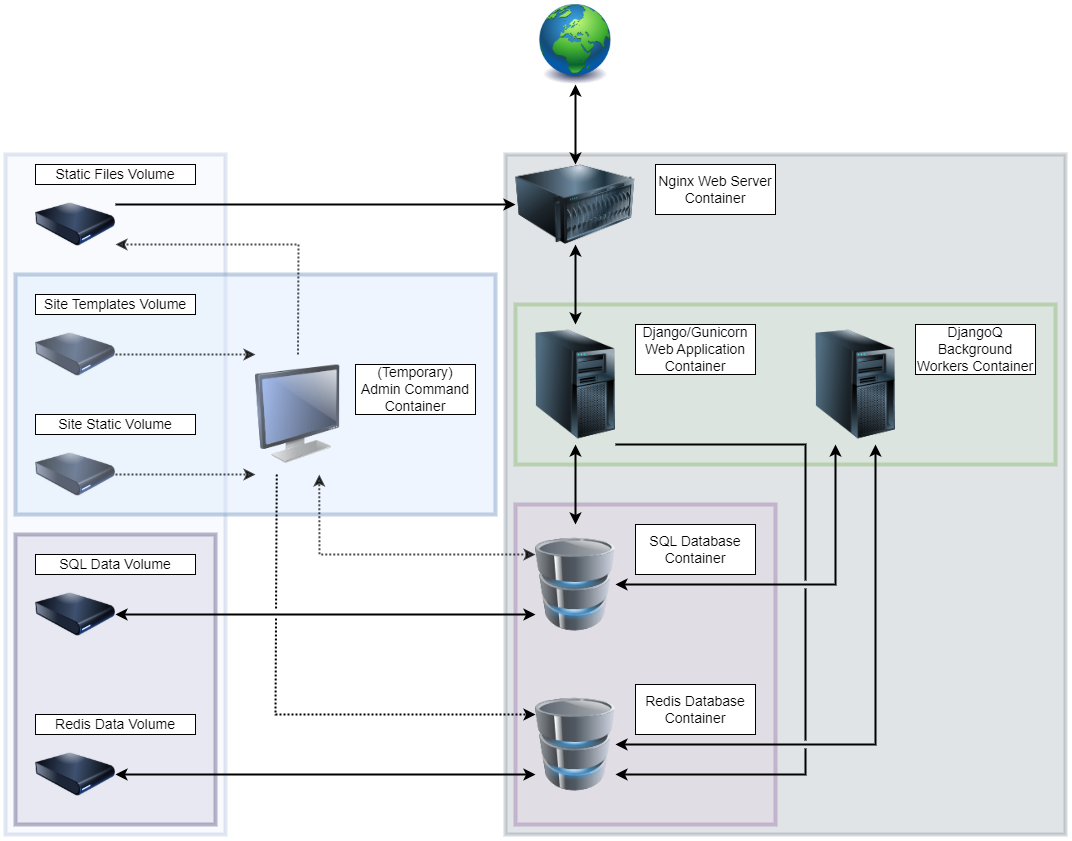 Static Files Volume
Nginx Web Server
Container
Site Templates Volume
(Temporary)
Admin Command
Container
Django/Gunicorn
Web Application
Container
DjangoQ
Background
Workers Container
Site Static Volume
SQL Data Volume
SQL Database
Container
Redis Data Volume
Redis Database
Container